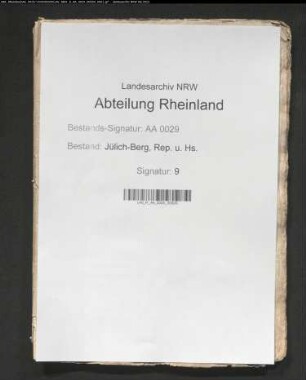 Landesarchiv NRW
Abteilung Rheinland
Bestands-Signatur: AA 0029
Bestand: Jülich-Berg, Rep. u. Hs.
Signatur: 9